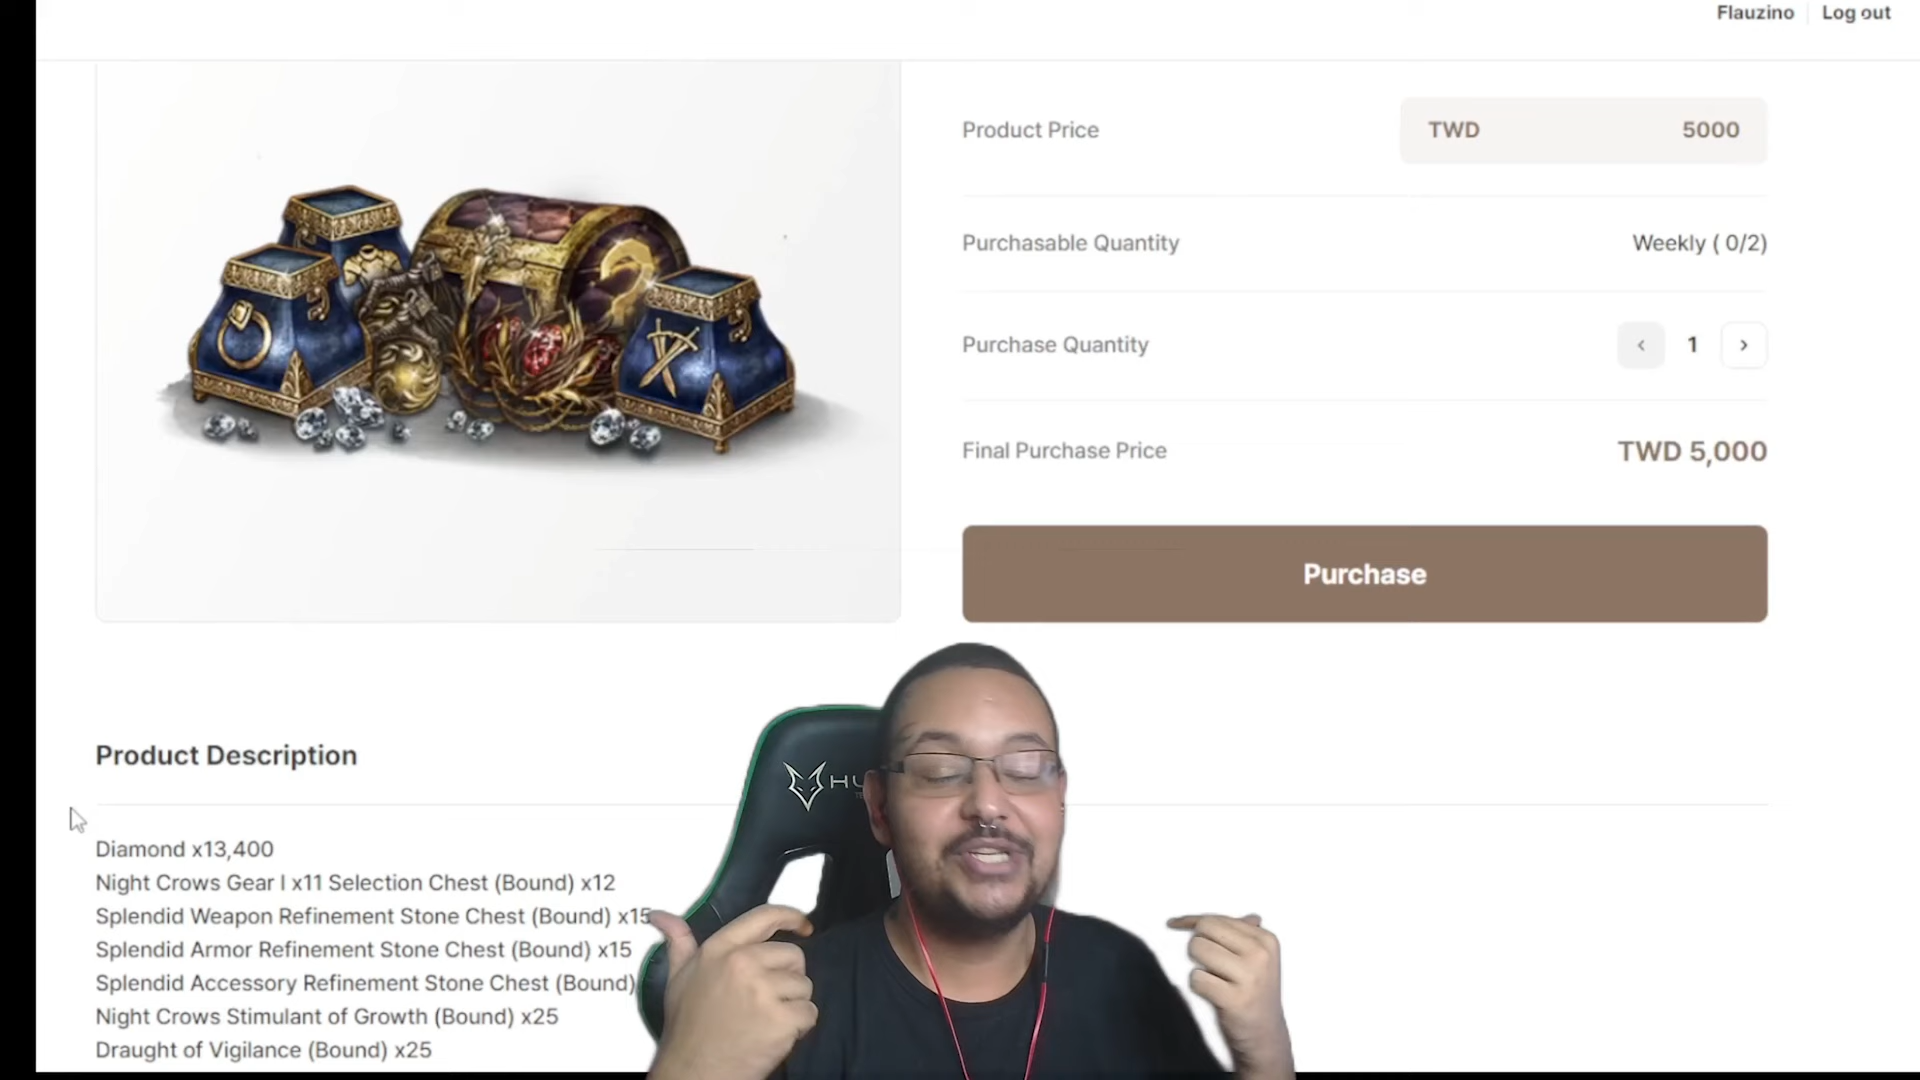 Flauzino
Log out
Product Price
TWD
5000
Purchasable Quantity
Weekly ( 0/2)
Purchase Quantity
1
Final Purchase Price
TWD 5,000
Purchase
Product Description
Diamond x13,400
Night Crows Gear I x11 Selection Chest (Bound) x12
Splendid Weapon Refinement Stone Chest (Bound) x15
Splendid Armor Refinement Stone Chest (Bound) x15
Splendid Accessory Refinement Stone Chest (Bound)
Night Crows Stimulant of Growth (Bound) x25
Draught of Vigilance (Bound) x25
HU